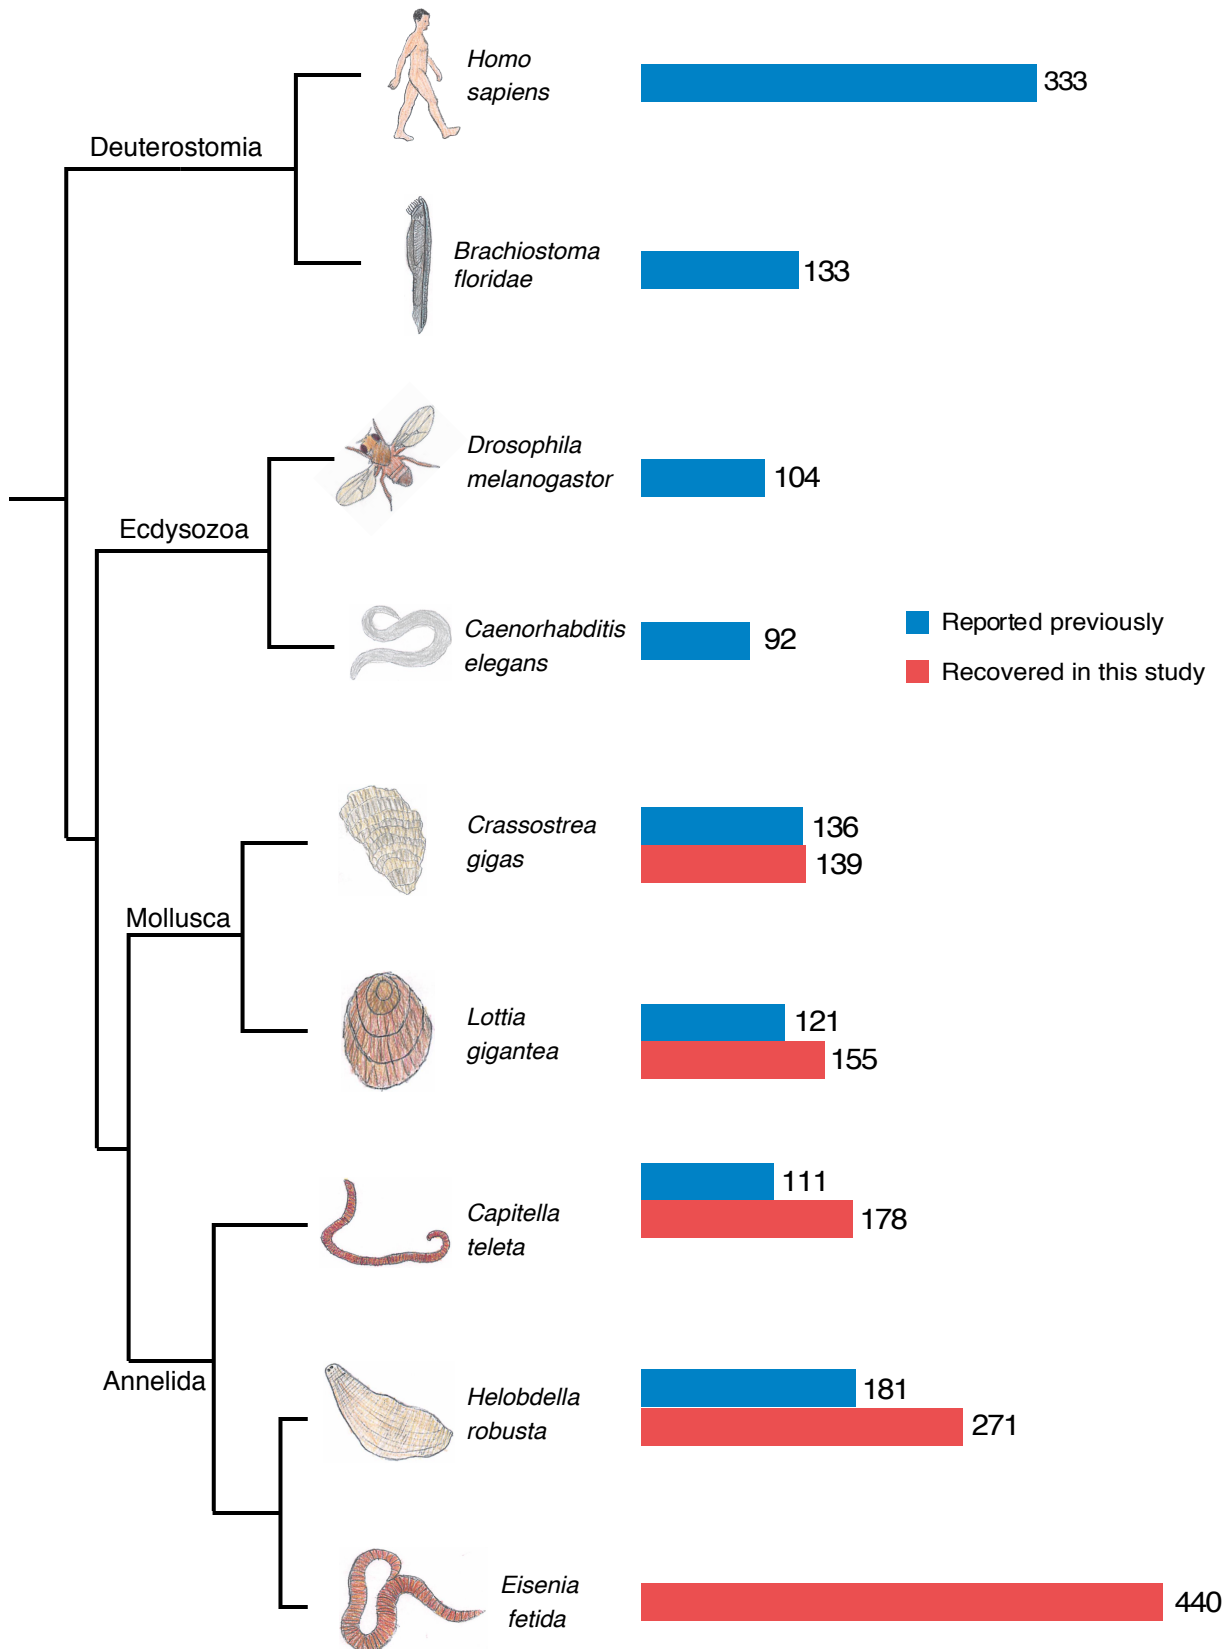 Homo
sapiens
333
Deuterostomia
Brachiostoma
floridae
133
Drosophila
melanogastor
104
Ecdysozoa
Caenorhabditis
elegans
92
Reported previously
Recovered in this study
Crassostrea
gigas
136
139
Mollusca
Lottia
gigantea
121
155
Capitella
teleta
111
178
Annelida
Helobdella
robusta
181
271
Eisenia
fetida
440